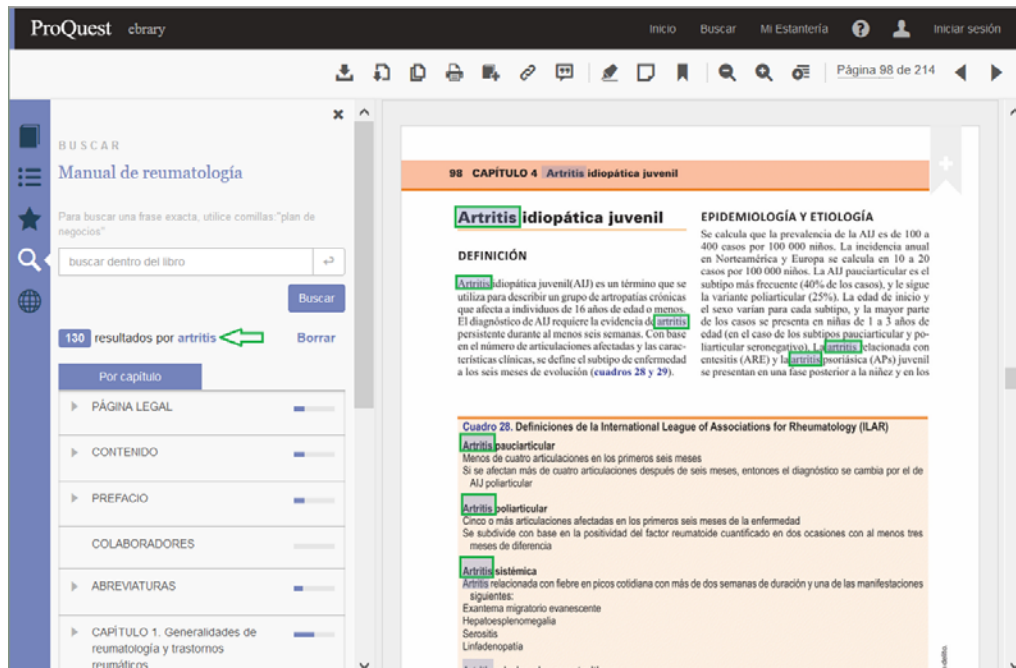 ProQuest ebrary
Inicio Buscar Mi Estantería ? Iniciar sesión
Página 98 de 214
BUSCAR
Manual de reumatología
Para buscar una frase exacta, utilice comillas:"plan de
negocios"
buscar dentro del libro
Buscar
130 resultados por artritis Borrar
Por capítulo
PÁGINA LEGAL
CONTENIDO
PREFACIO
COLABORADORES
ABREVIATURAS
CAPÍTULO 1. Generalidades de
reumatología y trastornos
reumáticos
98 CAPÍTULO 4 Artritis idiopática juvenil
Artritis idiopática juvenil
DEFINICIÓN
Artritis idiopática juvenil(AIJ) es un término que se
utiliza para describir un grupo de artropatías crónicas
que afecta a individuos de 16 años de edad o menos.
El diagnóstico de AIJ requiere la evidencia de artritis
persistente durante al menos seis semanas. Con base
en el número de articulaciones afectadas y las carac-
terísticas clínicas, se define el subtipo de enfermedad
a los seis meses de evolución (cuadros 28 y 29).
EPIDEMIOLOGÍA Y ETIOLOGÍA
Se calcula que la prevalencia de la AIJ es de 100 a
400 casos por 100 000 niños. La incidencia anual
en Norteamérica y Europa se calcula en 10 a 20
casos por 100 000 niños. La AIJ pauciarticular es el
subtipo más frecuente (40% de los casos), y le sigue
la variante poliarticular (25%). La edad de inicio y
el sexo varían para cada subtipo, y la mayor parte
de los casos se presenta en niñas de 1 a 3 años de
edad (en el caso de los subtipos pauciarticular y po-
liarticular seronegativo). La artritis relacionada con
entesitis (ARE) y la artritis psoriásica (APs) juvenil
se presentan en una fase posterior a la niñez y en los
Cuadro 28. Definiciones de la International League of Associations for Rheumatology (ILAR)
Artritis pauciarticular
Menos de cuatro articulaciones en los primeros seis meses
Si se afectan más de cuatro articulaciones después de seis meses, entonces el diagnóstico se cambia por el de
AIJ poliarticular
Artritis poliarticular
Cinco o más articulaciones afectadas en los primeros seis meses de la enfermedad
Se subdivide con base en la positividad del factor reumatoide cuantificado en dos ocasiones con al menos tres
meses de diferencia
Artritis sistémica
Artritis relacionada con fiebre en picos cotidiana con más de dos semanas de duración y una de las manifestaciones
siguientes:
Exantema migratorio evanescente
Hepatoesplenomegalia
Serositis
Linfadenopatía